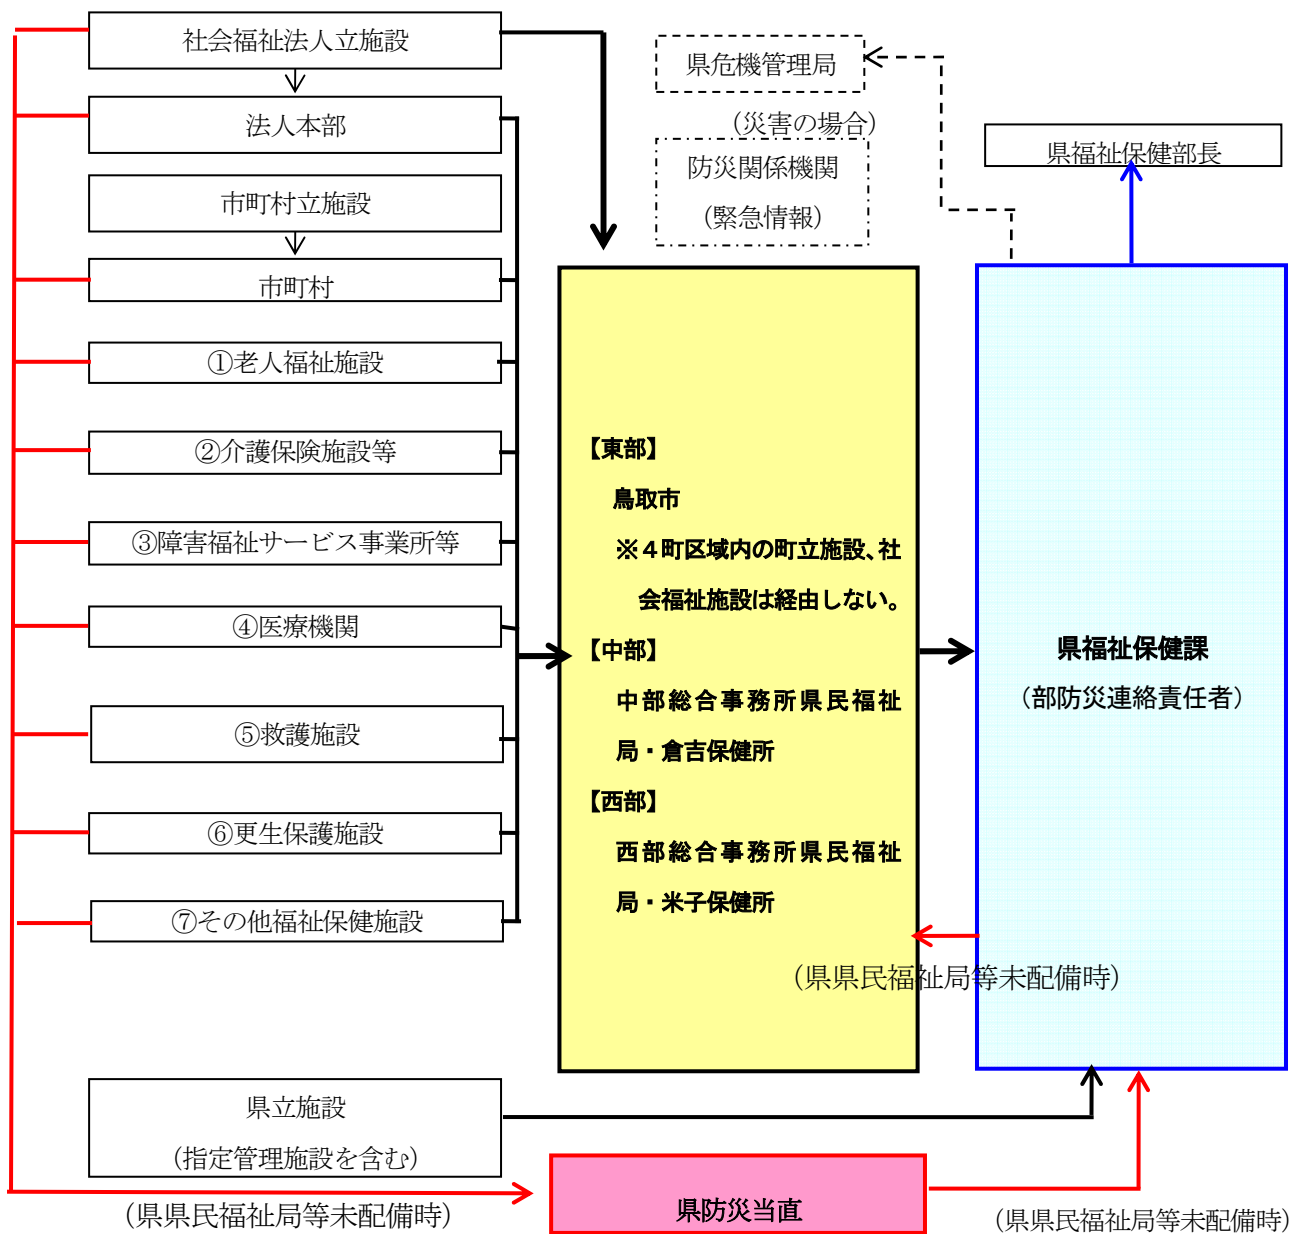 社会福祉法人立施設
法人本部
市町村立施設
市町村
①老人福祉施設
②介護保険施設等
③障害福祉サービス事業所等
④医療機関
⑤救護施設
⑥更生保護施設
⑦その他福祉保健施設
県立施設
（指定管理施設を含む）
（県県民福祉局等未配備時）
県危機管理局
（災害の場合）
防災関係機関
（緊急情報）
【東部】
鳥取市
※４町区域内の町立施設、社
会福祉施設は経由しない。
【中部】
中部総合事務所県民福祉
局・倉吉保健所
【西部】
西部総合事務所県民福祉
局・米子保健所
（県県民福祉局等未配備時）
県防災当直
県福祉保健部長
県福祉保健課
（部防災連絡責任者）
（県県民福祉局等未配備時）